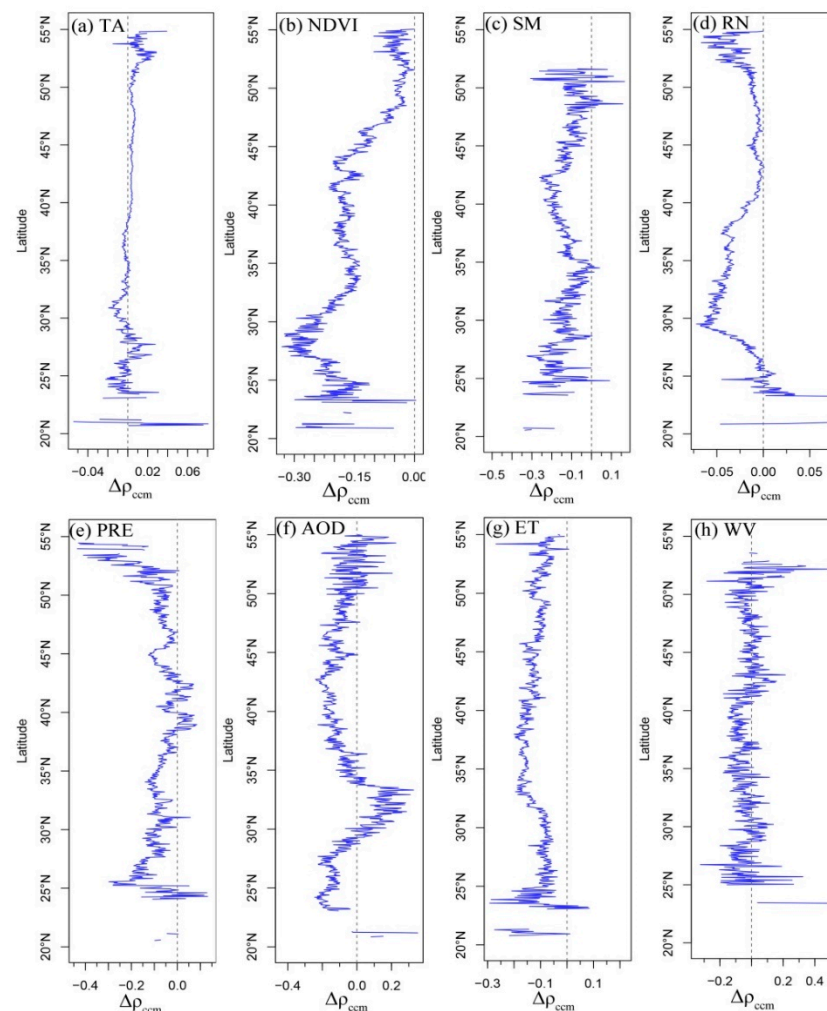 (a) TA
Latitude
20°N 25°N 30°N 35°N 40°N 45°N 50°N 55°N
−0.04 0.02 0.06
Δρccm
(b) NDVI
Latitude
20°N 25°N 30°N 35°N 40°N 45°N 50°N 55°N
−0.30 −0.15 0.00
Δρccm
(c) SM
Latitude
20°N 25°N 30°N 35°N 40°N 45°N 50°N 55°N
−0.5 −0.3 −0.1 0.1
Δρccm
(d) RN
Latitude
20°N 25°N 30°N 35°N 40°N 45°N 50°N 55°N
−0.05 0.00 0.05
Δρccm
(e) PRE
Latitude
20°N 25°N 30°N 35°N 40°N 45°N 50°N 55°N
−0.4 −0.2 0.0
Δρccm
(f) AOD
Latitude
20°N 25°N 30°N 35°N 40°N 45°N 50°N 55°N
−0.4 −0.2 0.0 0.2
Δρccm
(g) ET
Latitude
20°N 25°N 30°N 35°N 40°N 45°N 50°N 55°N
−0.3 −0.1 0.1
Δρccm
(h) WV
Latitude
20°N 25°N 30°N 35°N 40°N 45°N 50°N 55°N
−0.4 0.0 0.2 0.4
Δρccm